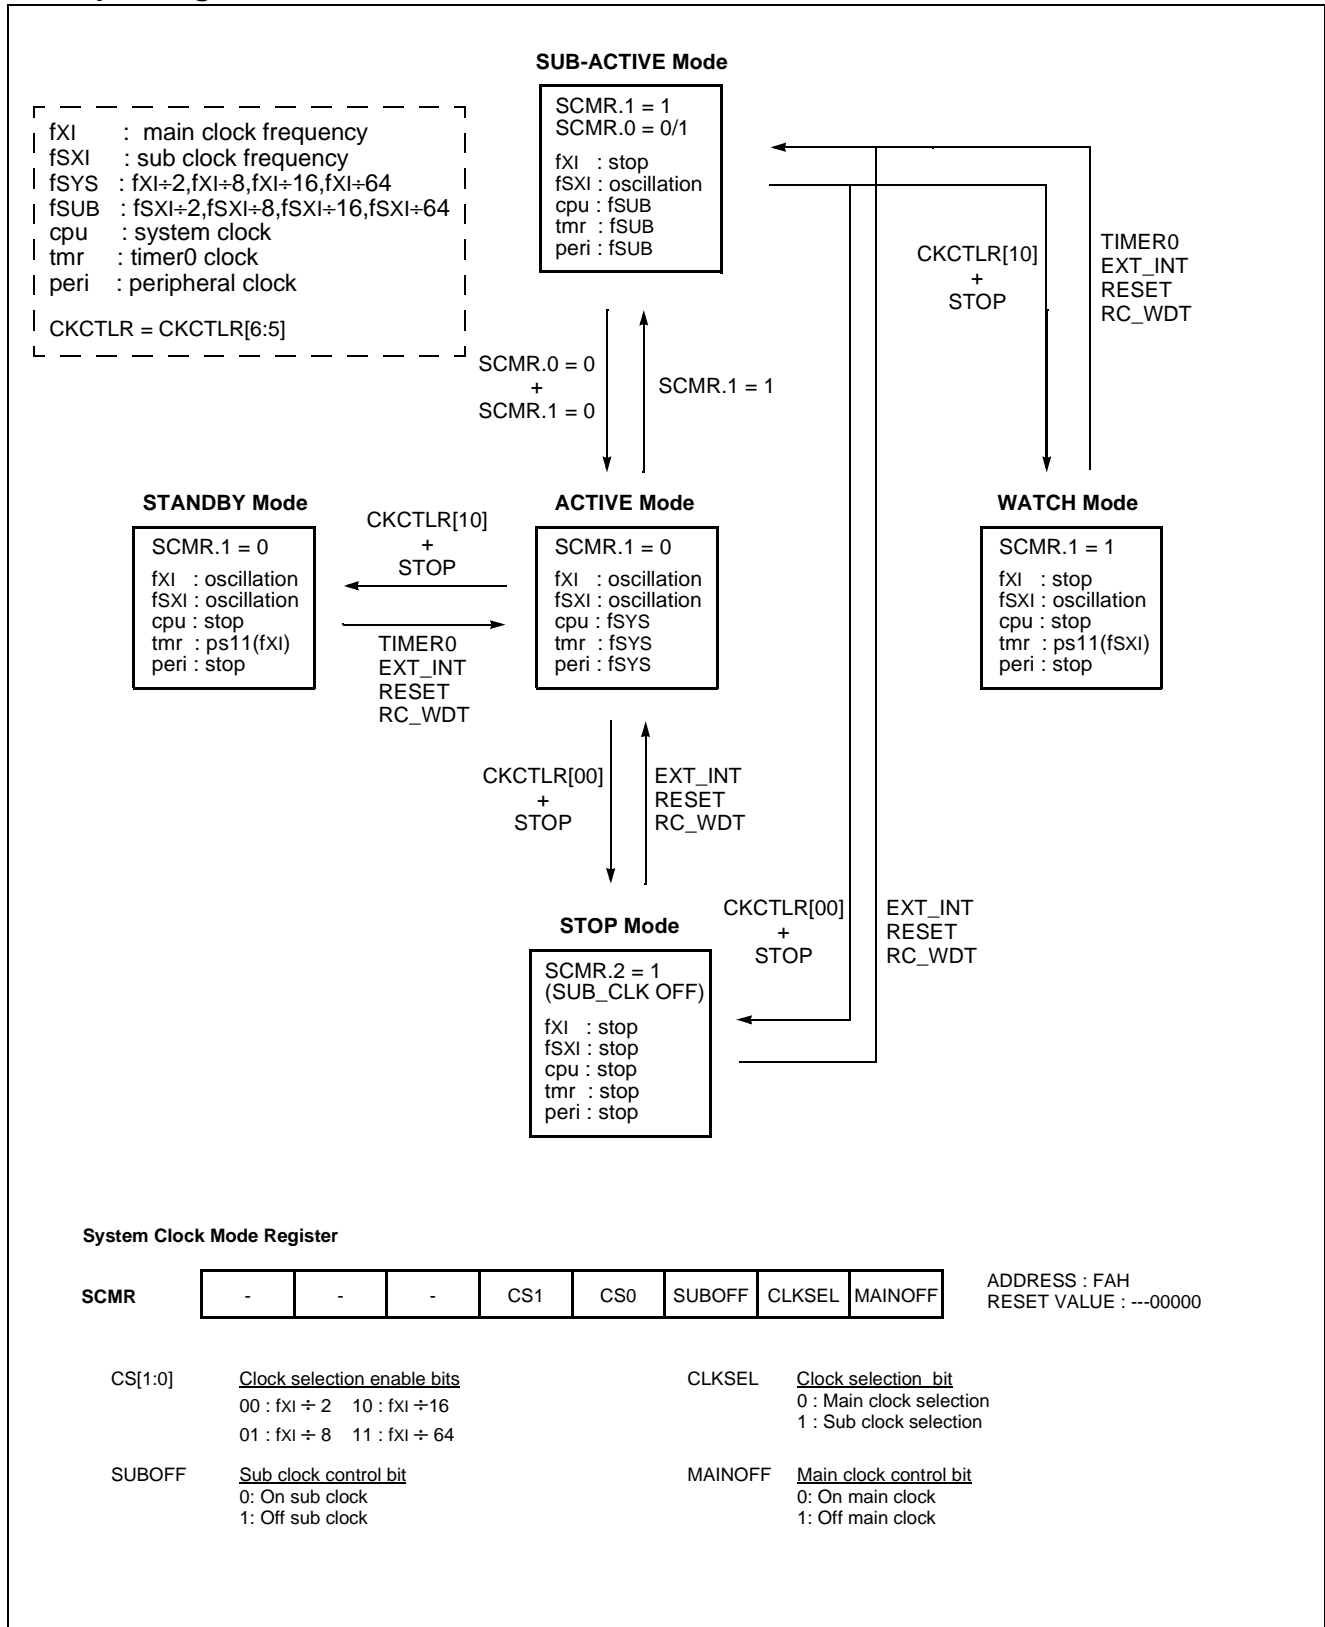 SUB-ACTIVE Mode
SCMR.1 = 1
SCMR.0 = 0/1
fXI : stop
fSXI : oscillation
cpu : fSUB
tmr : fSUB
peri : fSUB
fXI : main clock frequency
fSXI : sub clock frequency
fSYS : fXI÷2,fXI÷8,fXI÷16,fXI÷64
fSUB : fSXI÷2,fSXI÷8,fSXI÷16,fSXI÷64
cpu : system clock
tmr : timer0 clock
peri : peripheral clock
CKCTLR = CKCTLR[6:5]
CKCTLR[10]
+
STOP
TIMER0
EXT_INT
RESET
RC_WDT
SCMR.0 = 0
+
SCMR.1 = 0
SCMR.1 = 1
STANDBY Mode
SCMR.1 = 0
fXI : oscillation
fSXI : oscillation
cpu : stop
tmr : ps11(fXI)
peri : stop
CKCTLR[10]
+
STOP
TIMER0
EXT_INT
RESET
RC_WDT
ACTIVE Mode
SCMR.1 = 0
fXI : oscillation
fSXI : oscillation
cpu : fSYS
tmr : fSYS
peri : fSYS
WATCH Mode
SCMR.1 = 1
fXI : stop
fSXI : oscillation
cpu : stop
tmr : ps11(fSXI)
peri : stop
CKCTLR[00]
+
STOP
EXT_INT
RESET
RC_WDT
STOP Mode
SCMR.2 = 1
(SUB_CLK OFF)
fXI : stop
fSXI : stop
cpu : stop
tmr : stop
peri : stop
CKCTLR[00]
+
STOP
EXT_INT
RESET
RC_WDT
System Clock Mode Register
SCMR - - - CS1 CS0 SUBOFF CLKSEL MAINOFF
ADDRESS : FAH
RESET VALUE : ---00000
CS[1:0] Clock selection enable bits
00 : fXI ÷ 2 10 : fXI ÷16
01 : fXI ÷ 8 11 : fXI ÷ 64
CLKSEL Clock selection bit
0 : Main clock selection
1 : Sub clock selection
SUBOFF Sub clock control bit
0: On sub clock
1: Off sub clock
MAINOFF Main clock control bit
0: On main clock
1: Off main clock